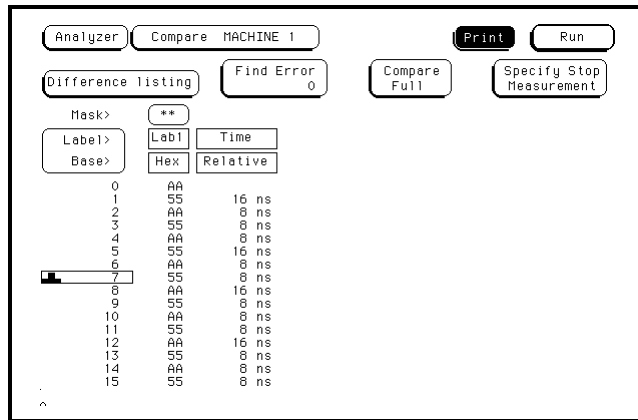 Analyzer Compare MACHINE 1 Print Run
Difference listing Find Error 0 Compare Full Specify Stop Measurement
Mask> **
Label> Lab1 Time
Base> Hex Relative
0 AA
1 55 16 ns
2 AA 8 ns
3 55 8 ns
4 AA 8 ns
5 55 16 ns
6 AA 8 ns
7 55 8 ns
8 AA 16 ns
9 55 8 ns
10 AA 8 ns
11 55 8 ns
12 AA 16 ns
13 55 8 ns
14 AA 8 ns
15 55 8 ns